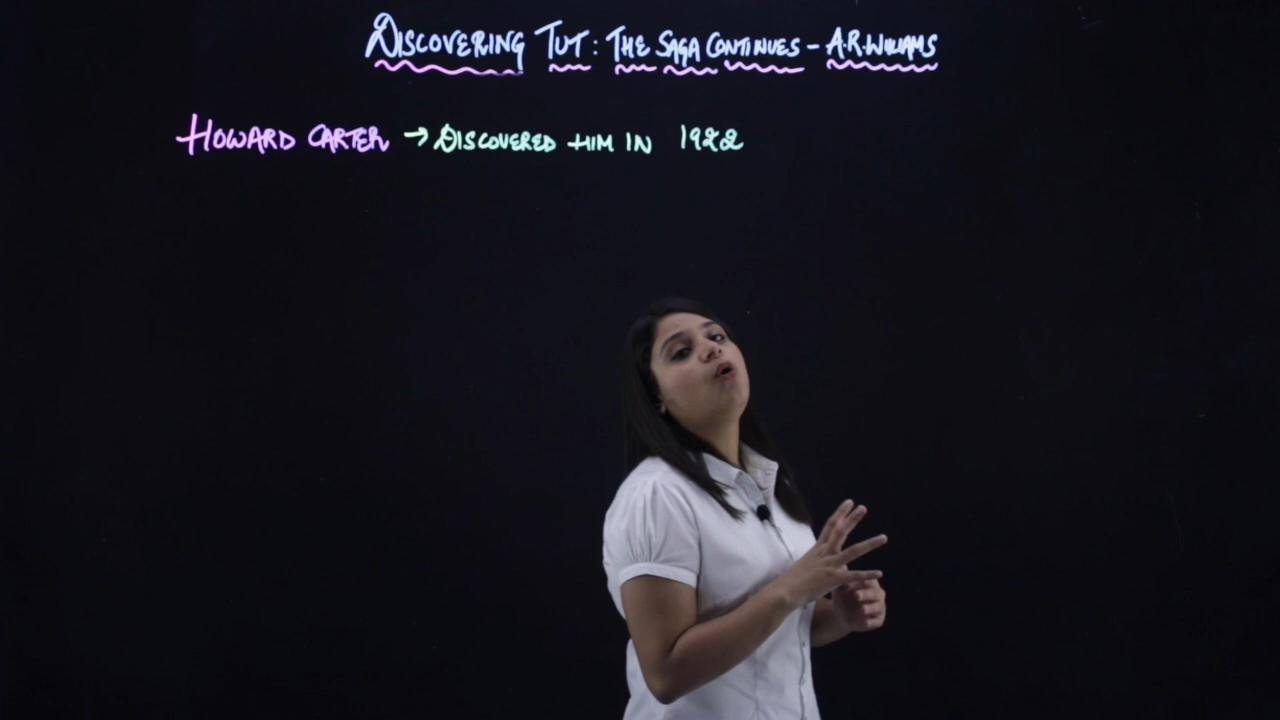 DISCOVERING TUT: THE SAGA CONTINUES - A.R.WILLIAMS
HOWARD CARTER → DISCOVERED HIM IN 1922